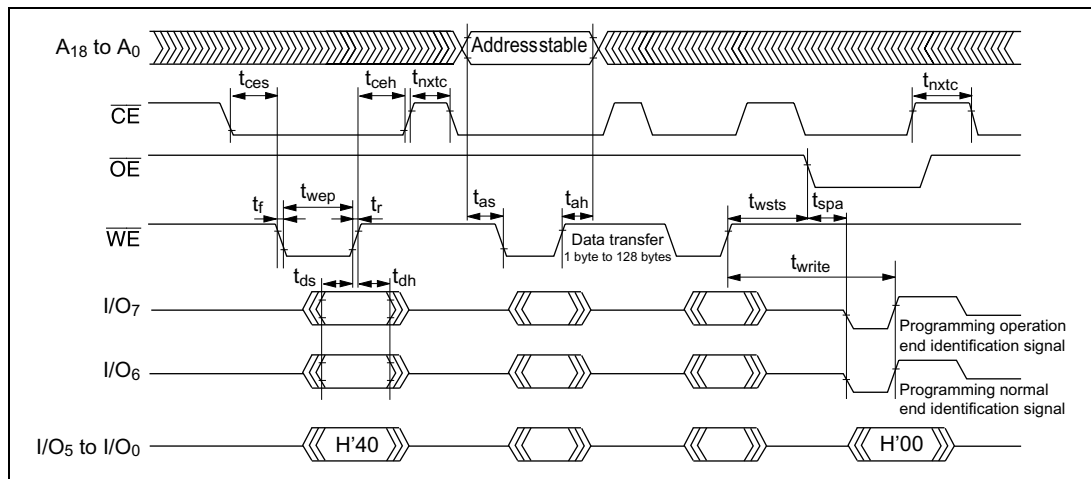 A18 to A0
Address stable
tces
tceh
tnxtc
tnxtc
CE
OE
tf
twep
tr
tas
tah
twsts
tspa
WE
Data transfer
1 byte to 128 bytes
twrite
tds
tdh
I/O7
Programming operation
end identification signal
I/O6
Programming normal
end identification signal
I/O5 to I/O0
H'40
H'00